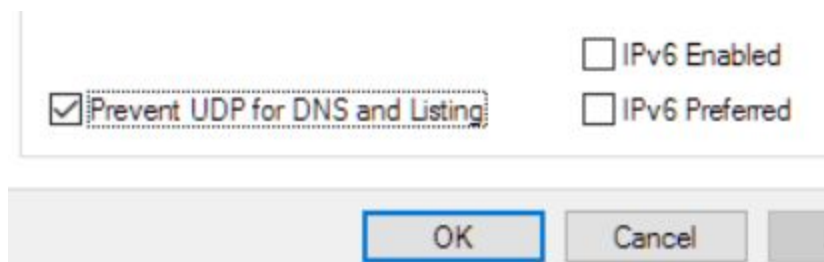 IPv6 Enabled
Prevent UDP for DNS and Listing IPv6 Preferred
OK Cancel